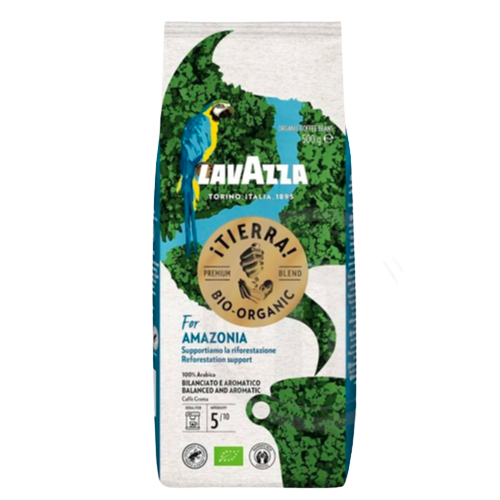 ORGANIC COFFEE BEANS
500g e
LAVAZZA
TORINO, ITALIA, 1895
¡TIERRA!
PREMIUM BLEND
BIO-ORGANIC
For
AMAZONIA
Supportiamo la riforestazione
Reforestation support
100% Arabica
BILANCIATO E AROMATICO
BALANCED AND AROMATIC
Caffè Crema
INTENSITY
5/10